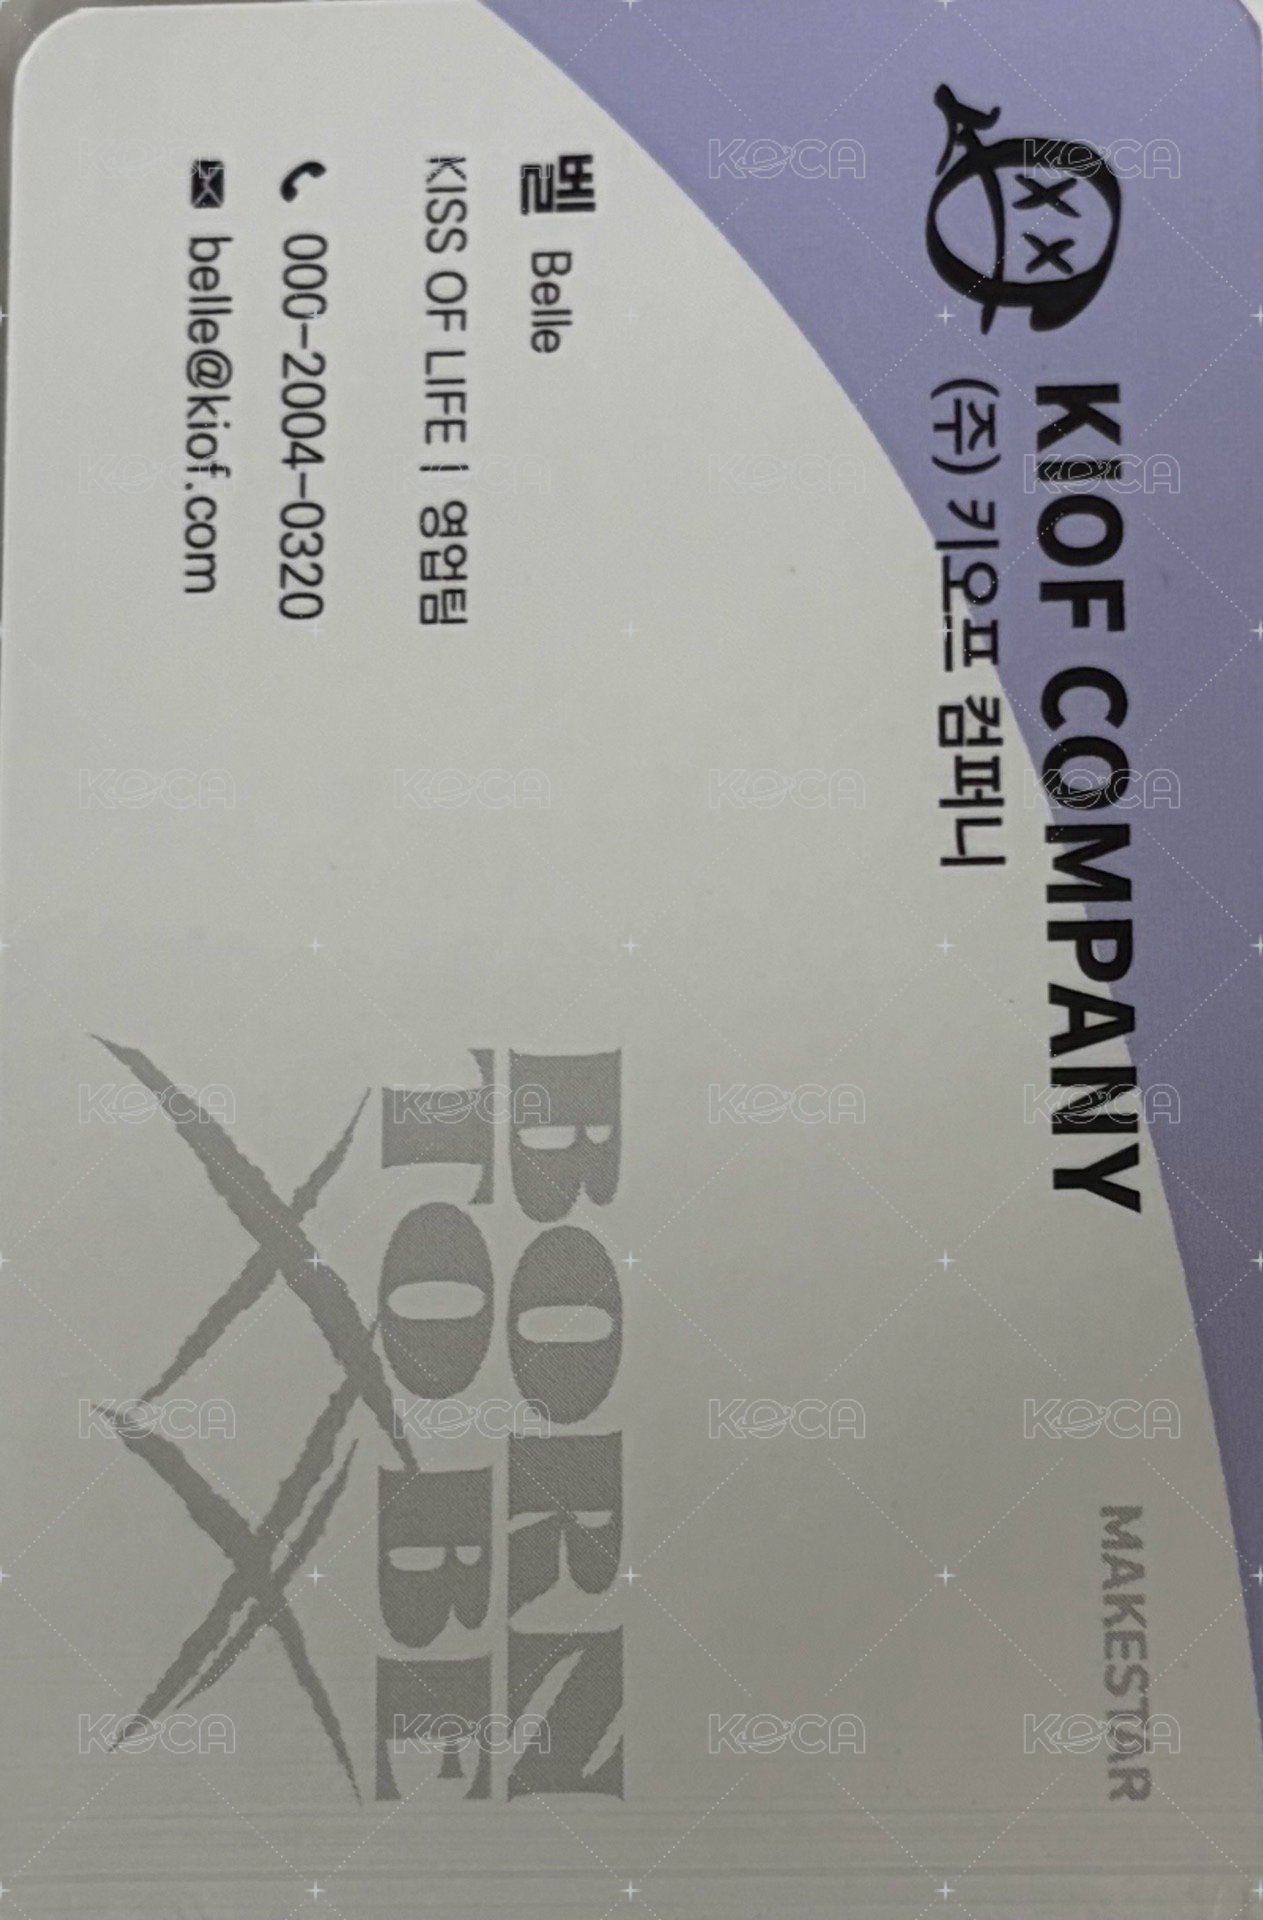 KIOF COMPANY
(주) 키오프 컴퍼니
벨 Belle
KISS OF LIFE | 영업팀
000-2004-0320
belle@kiof.com
MAKESTAR
BORN
TO BE
XX
KOCA